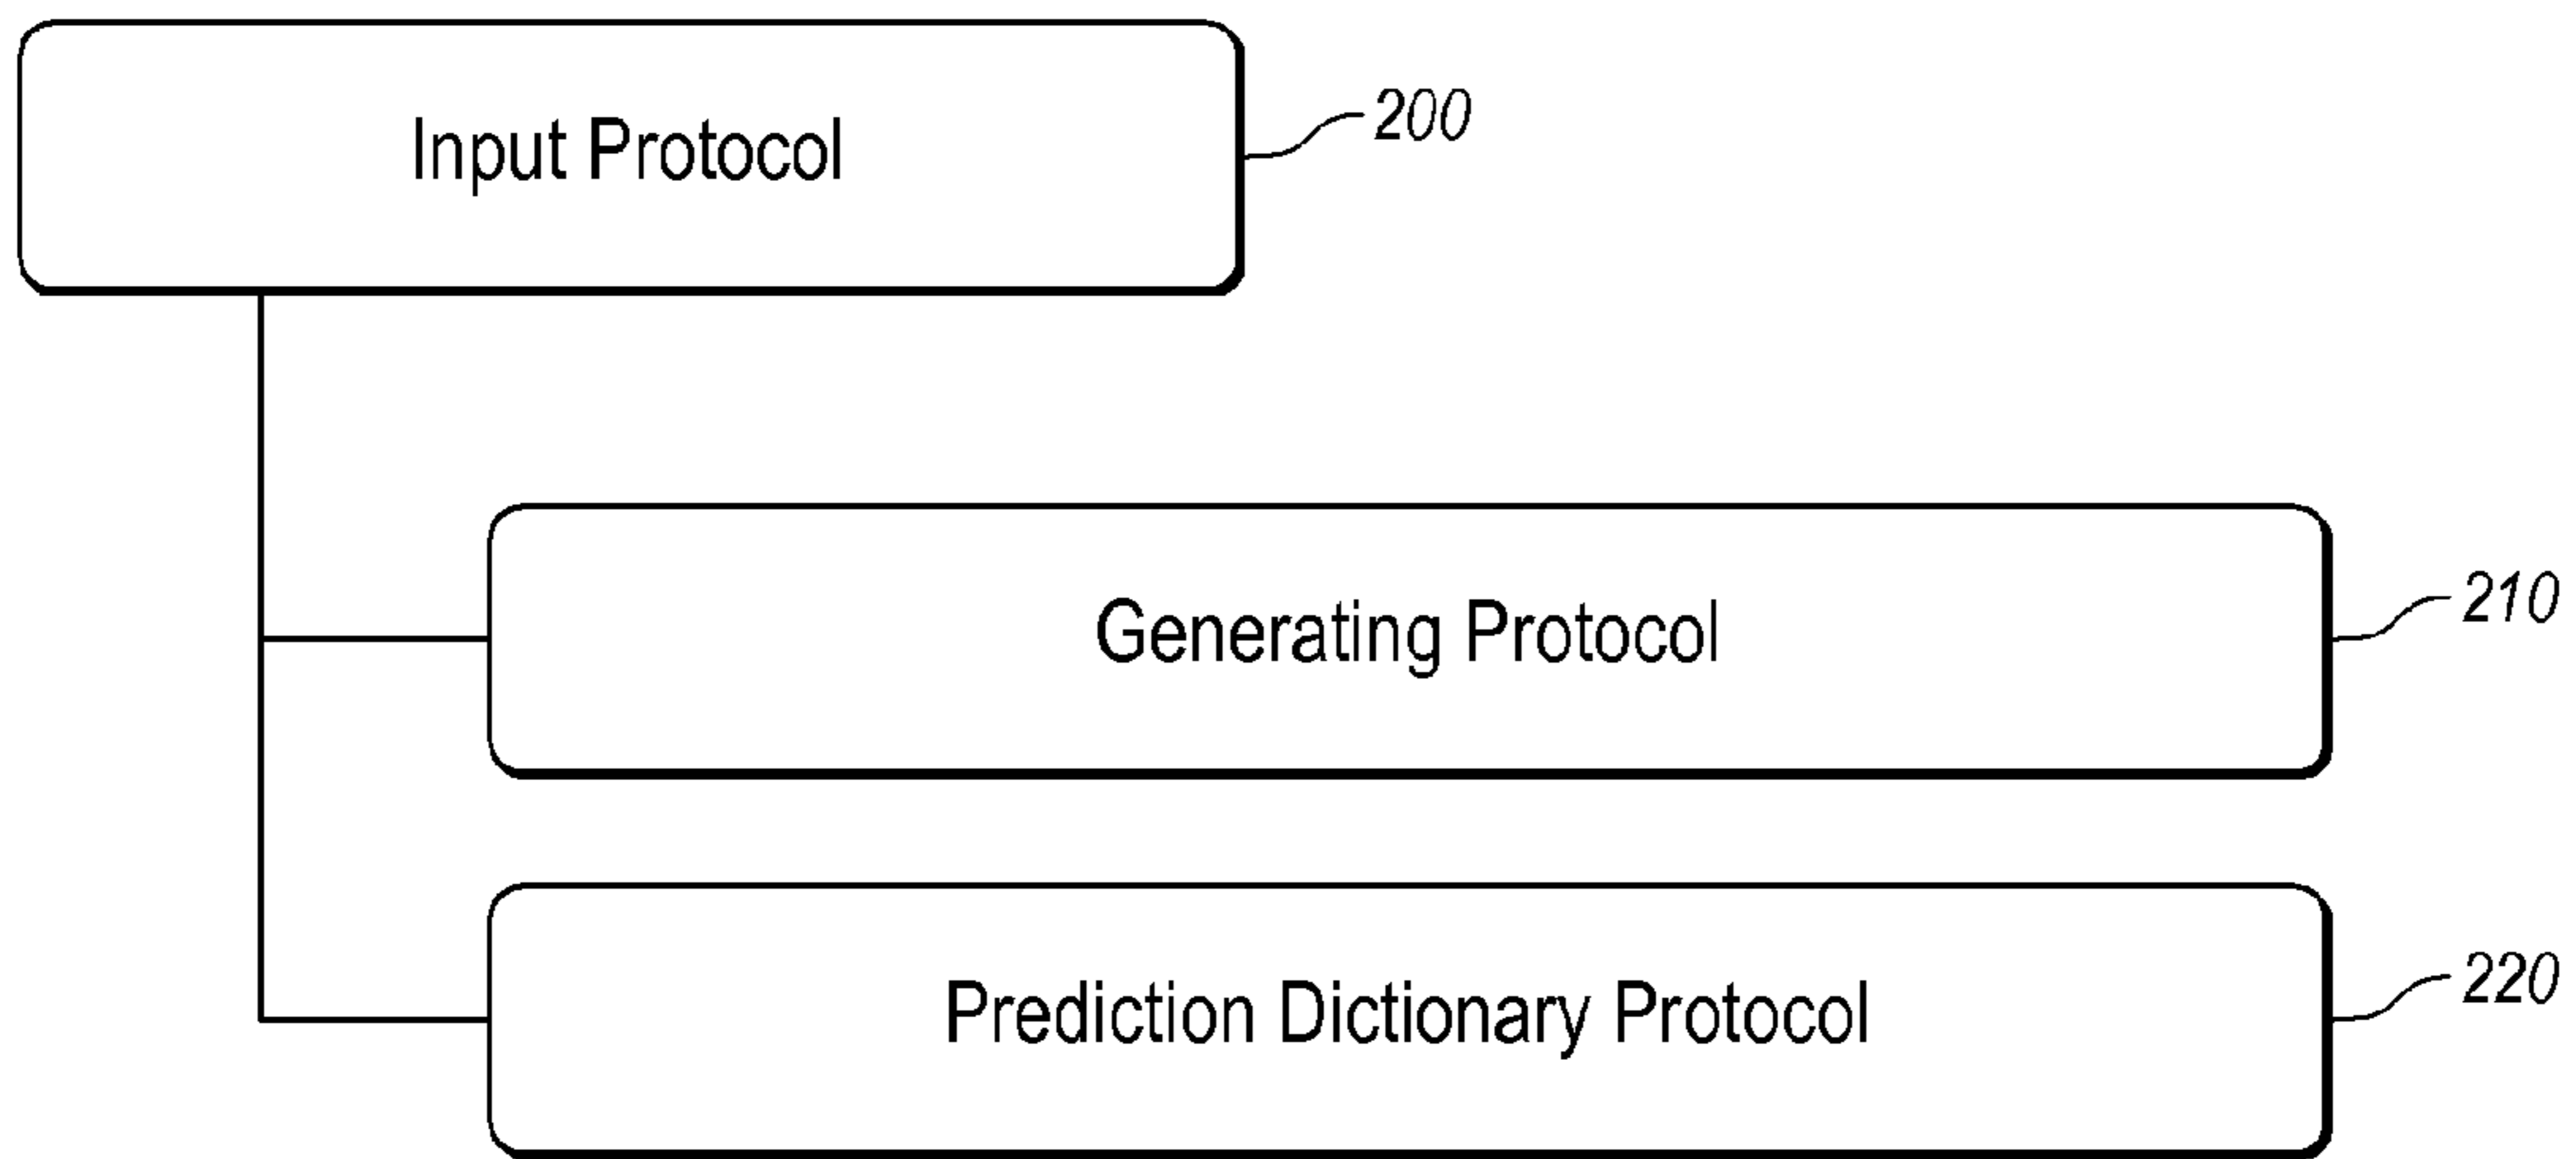 Input Protocol
200
Generating Protocol
210
Prediction Dictionary Protocol
220